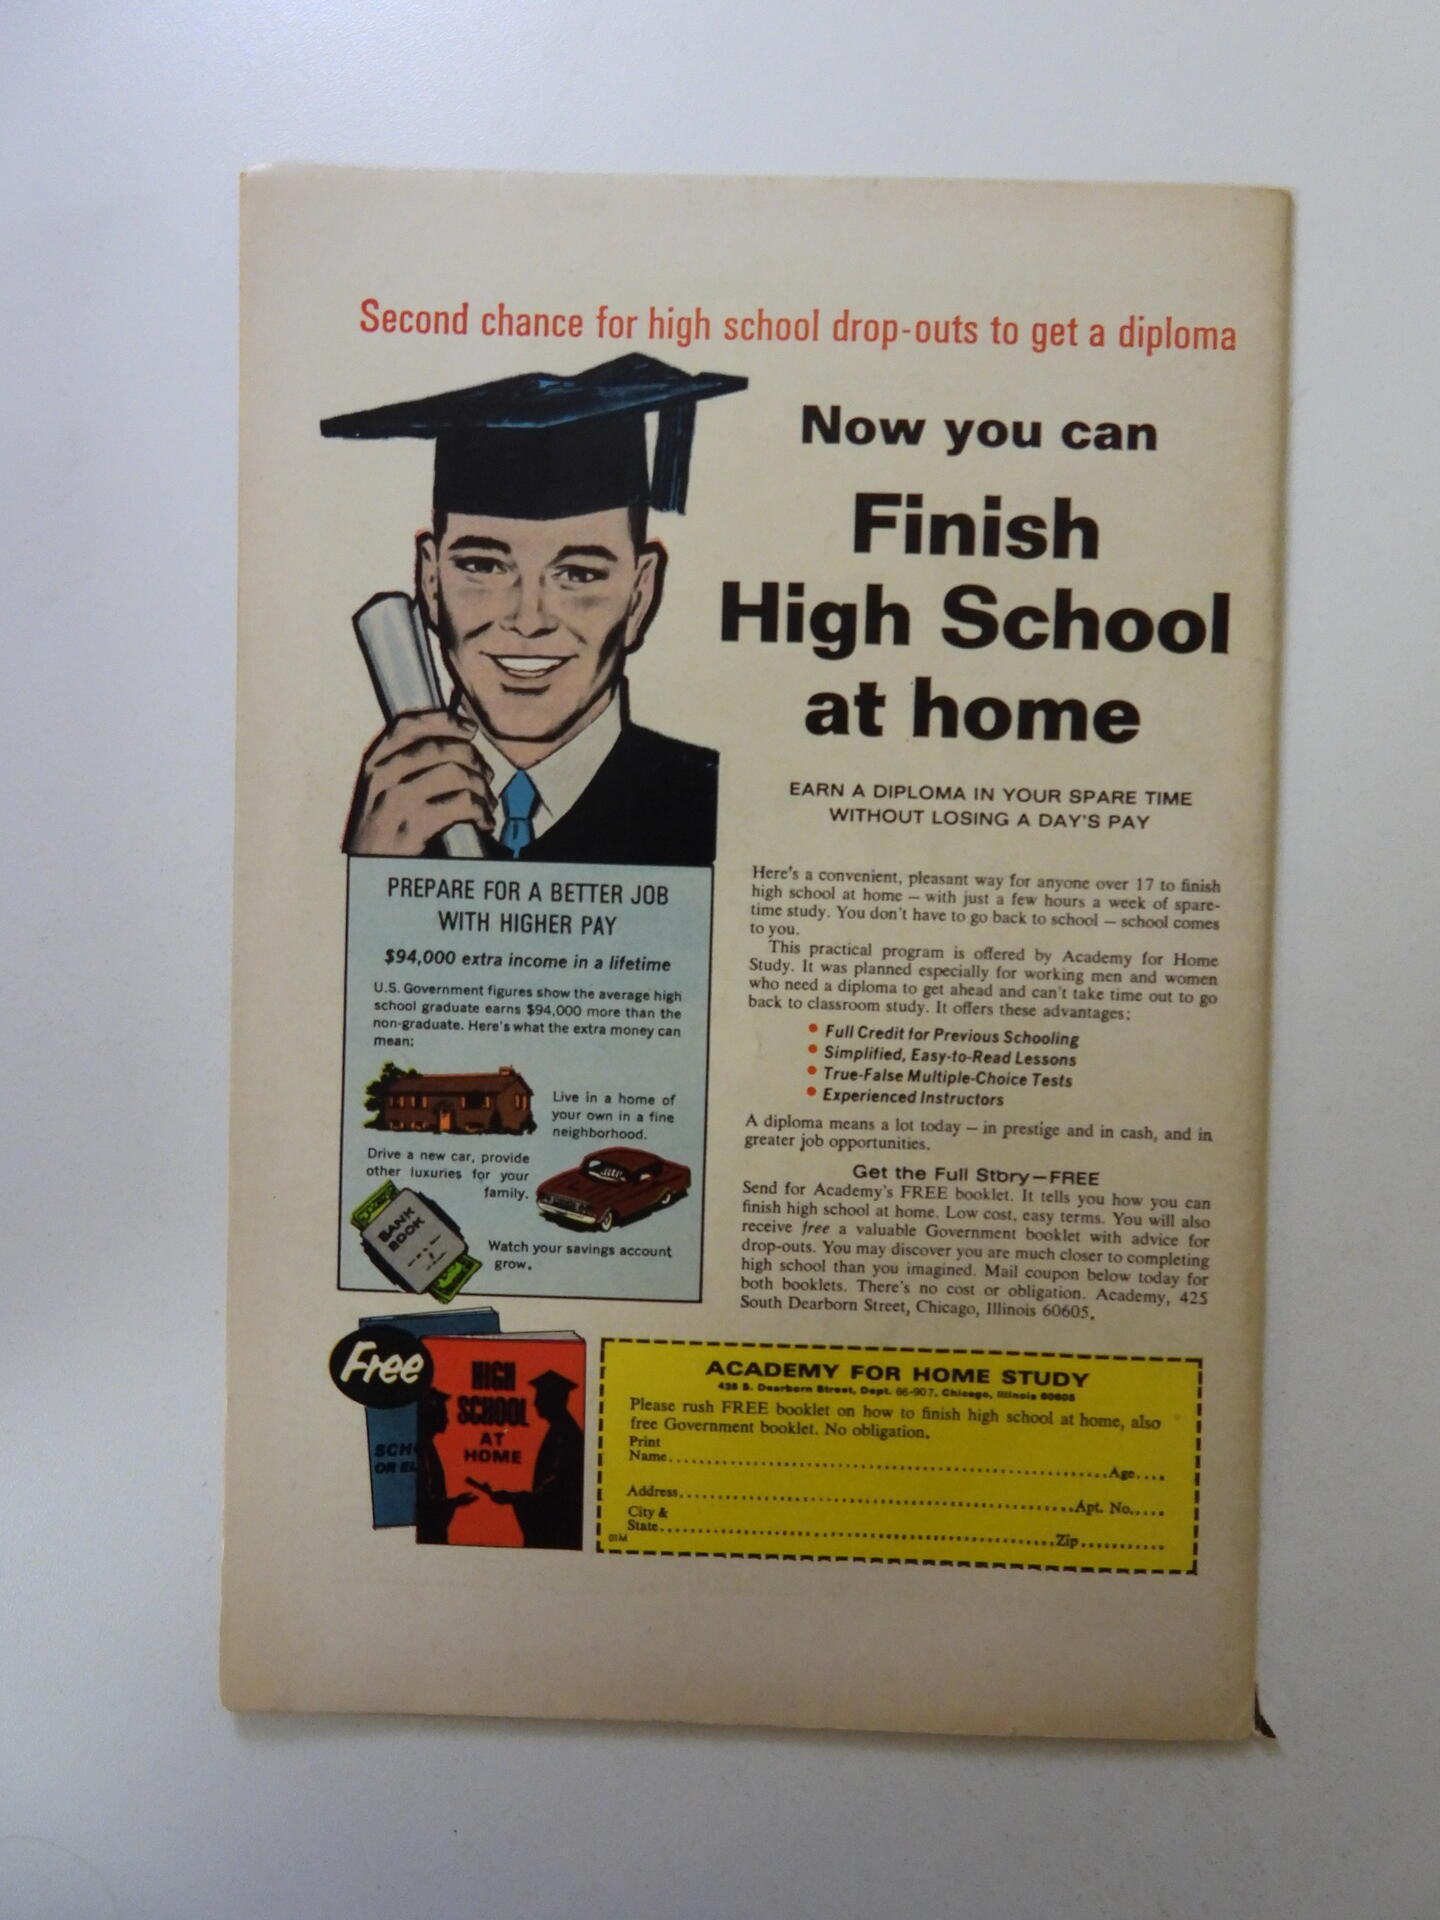 Second chance for high school drop-outs to get a diploma
Now you can
Finish
High School
at home
EARN A DIPLOMA IN YOUR SPARE TIME
WITHOUT LOSING A DAY'S PAY
Here's a convenient, pleasant way for anyone over 17 to finish
high school at home – with just a few hours a week of spare-
time study. You don't have to go back to school – school comes
to you.
This practical program is offered by Academy for Home
Study. It was planned especially for working men and women
who need a diploma to get ahead and can't take time out to go
back to classroom study. It offers these advantages:
• Full Credit for Previous Schooling
• Simplified, Easy-to-Read Lessons
• True-False Multiple-Choice Tests
• Experienced Instructors
A diploma means a lot today – in prestige and in cash, and in
greater job opportunities.
Get the Full Story—FREE
Send for Academy's FREE booklet. It tells you how you can
finish high school at home. Low cost, easy terms. You will also
receive free a valuable Government booklet with advice for
drop-outs. You may discover you are much closer to completing
high school than you imagined. Mail coupon below today for
both booklets. There's no cost or obligation. Academy, 425
South Dearborn Street, Chicago, Illinois 60605.
PREPARE FOR A BETTER JOB
WITH HIGHER PAY
$94,000 extra income in a lifetime
U.S. Government figures show the average high
school graduate earns $94,000 more than the
non-graduate. Here's what the extra money can
mean:
Live in a home of
your own in a fine
neighborhood.
Drive a new car, provide
other luxuries for your
family.
BANK
BOOK
Watch your savings account
grow.
Free
SCHO
OR EL
HIGH
SCHOOL
AT
HOME
ACADEMY FOR HOME STUDY
425 S. Dearborn Street, Dept. 66-907, Chicago, Illinois 60605
Please rush FREE booklet on how to finish high school at home, also
free Government booklet. No obligation.
Print
Name..........Age....
Address..........Apt. No.....
City &
State..........Zip..........
01M